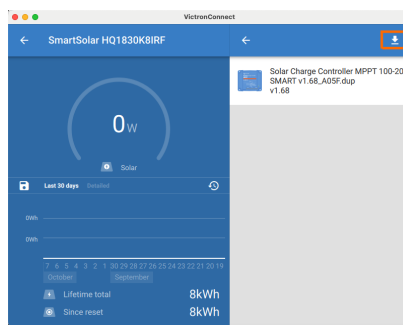 VictronConnect
SmartSolar HQ1830K8IRF
0W
Solar
Last 30 days Detailed
0Wh
0Wh
7 6 5 4 3 2 1 30 29 28 27 26 25 24 23 22 21 20 19
October September
Lifetime total 8kWh
Since reset 8kWh
Solar Charge Controller MPPT 100-20
SMART v1.68_A05F.dup
v1.68